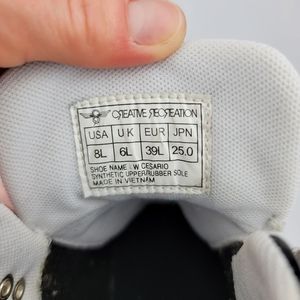 CREATIVE RECREATION
USA UK EUR JPN
8L 6L 39L 25.0
SHOE NAME : W CESARIO
SYNTHETIC UPPER/RUBBER SOLE
MADE IN VIETNAM